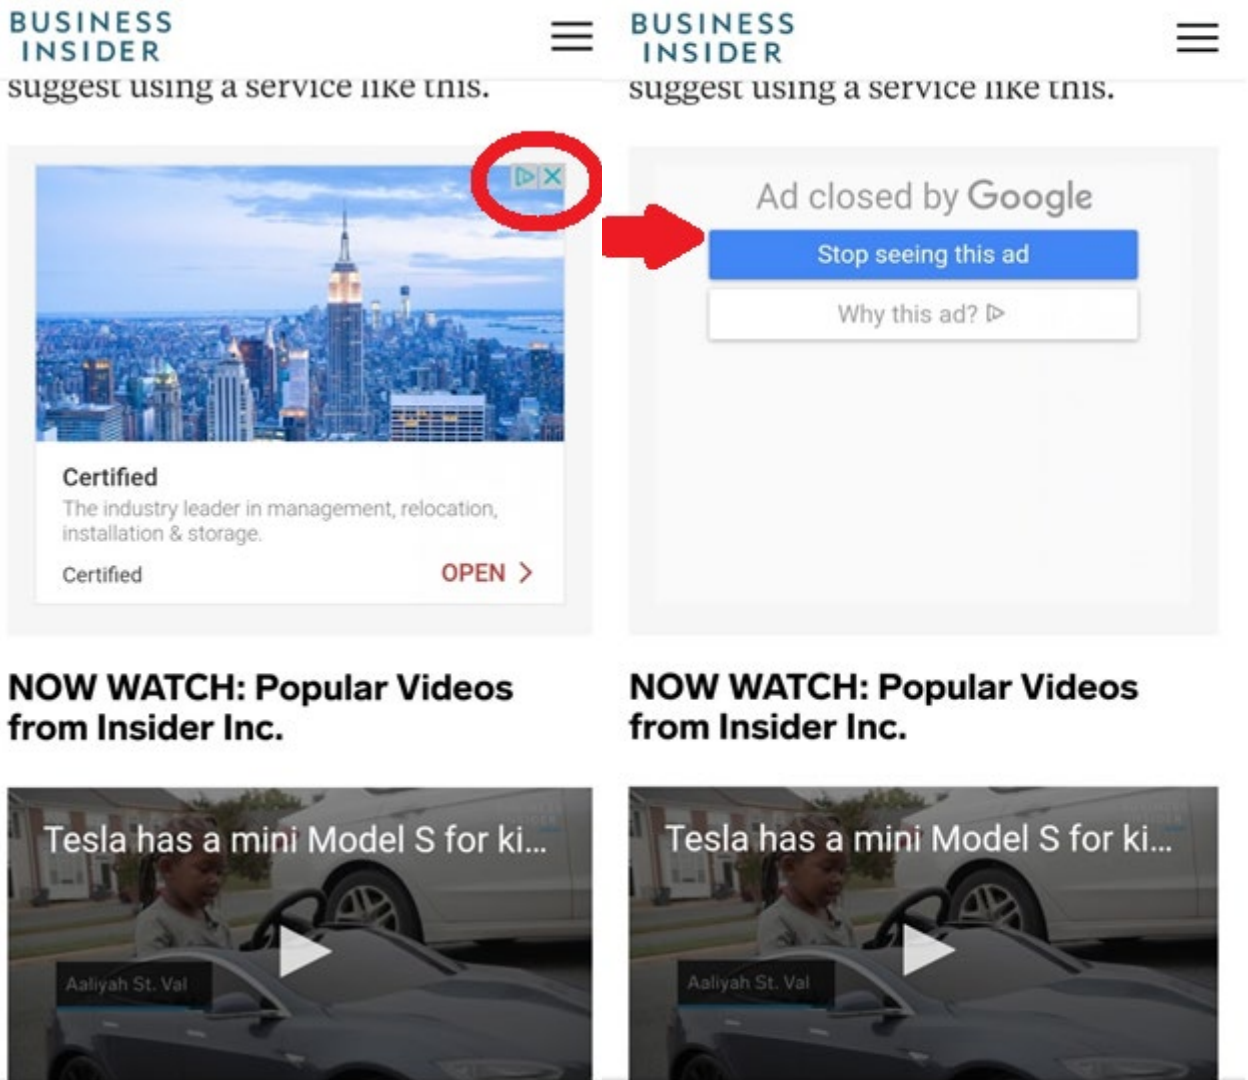 BUSINESS
INSIDER
suggest using a service like this.
Certified
The industry leader in management, relocation,
installation & storage.
Certified
OPEN
NOW WATCH: Popular Videos
from Insider Inc.
Tesla has a mini Model S for ki...
Aaliyah St. Val
BUSINESS
INSIDER
suggest using a service like this.
Ad closed by Google
Stop seeing this ad
Why this ad?
NOW WATCH: Popular Videos
from Insider Inc.
Tesla has a mini Model S for ki...
Aaliyah St. Val